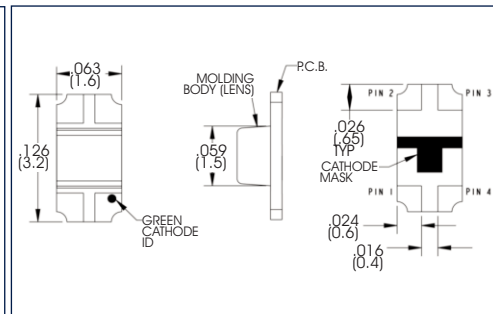 .063
(1.6)
.126
(3.2)
GREEN
CATHODE
ID
MOLDING
BODY (LENS)
P.C.B.
.059
(1.5)
PIN 2
PIN 3
.026
(.65)
TYP
CATHODE
MASK
PIN 1
PIN 4
.024
(0.6)
.016
(0.4)